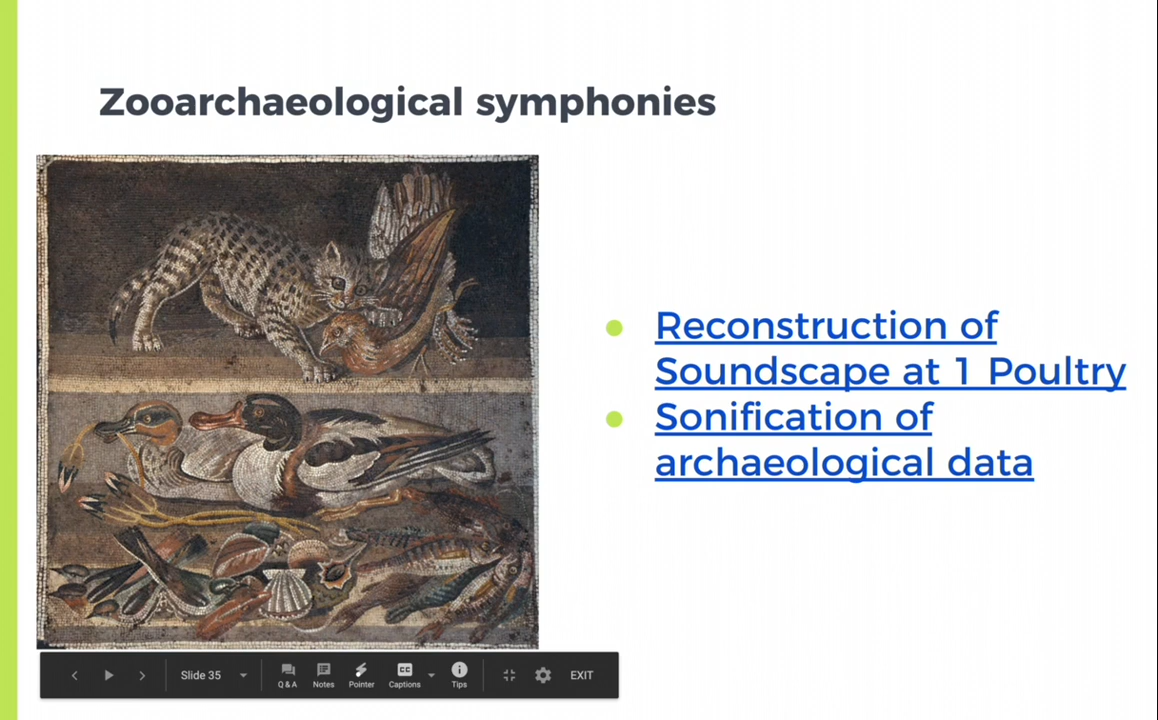 Zooarchaeological symphonies
Reconstruction of
Soundscape at 1 Poultry
Sonification of
archaeological data
Slide 35
Q & A
Notes
Pointer
CC
Captions
Tips
EXIT